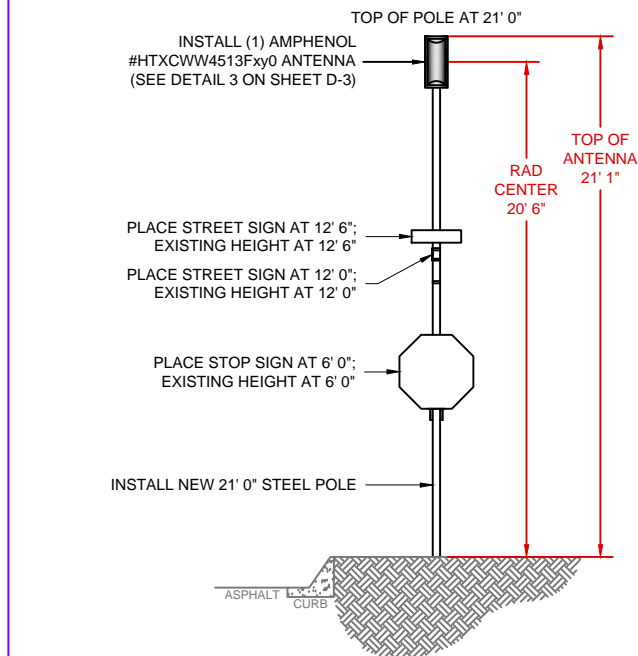 TOP OF POLE AT 21' 0"
INSTALL (1) AMPHENOL
#HTXCWW4513Fxy0 ANTENNA
(SEE DETAIL 3 ON SHEET D-3)
TOP OF
ANTENNA
21' 1"
RAD
CENTER
20' 6"
PLACE STREET SIGN AT 12' 6";
EXISTING HEIGHT AT 12' 6"
PLACE STREET SIGN AT 12' 0";
EXISTING HEIGHT AT 12' 0"
PLACE STOP SIGN AT 6' 0";
EXISTING HEIGHT AT 6' 0"
INSTALL NEW 21' 0" STEEL POLE
ASPHALT
CURB